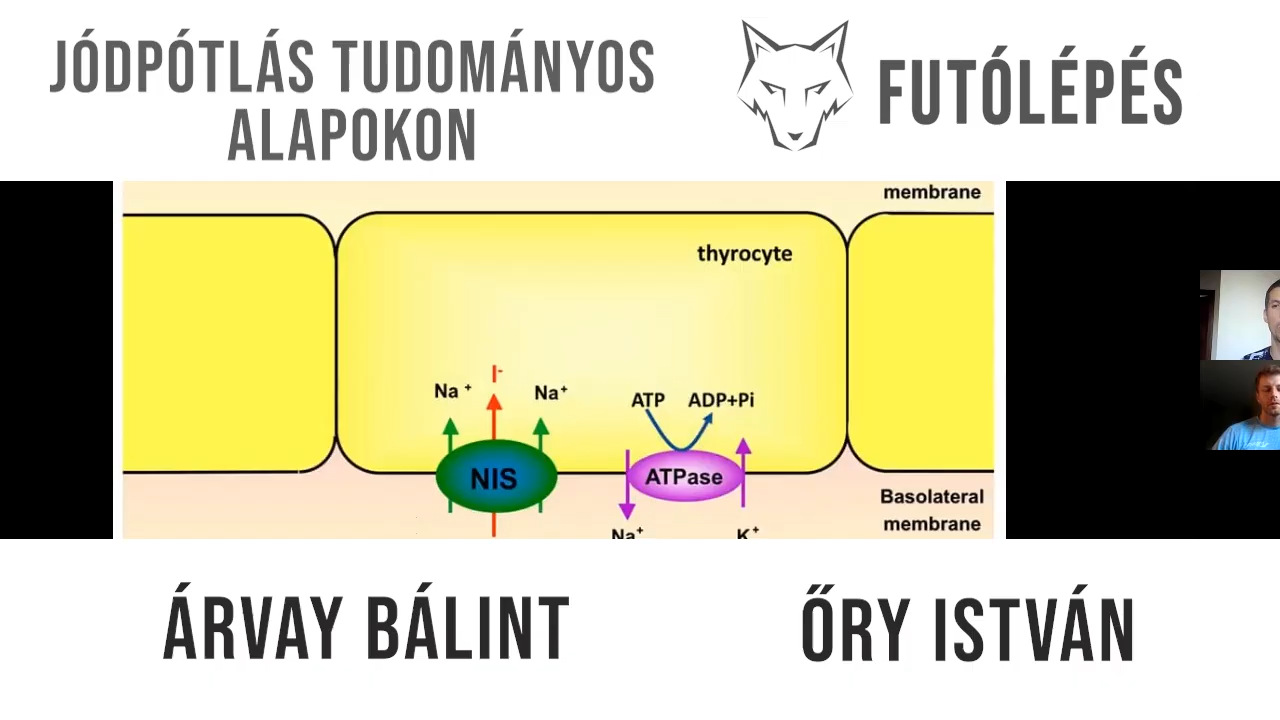 JÓDPÓTLÁS TUDOMÁNYOS
ALAPOKON
FUTÓLÉPÉS
membrane
thyrocyte
I-
Na + Na+
ATP ADP+Pi
NIS
ATPase
Basolateral
membrane
Na+ K+
ÁRVAY BÁLINT
ŐRY ISTVÁN